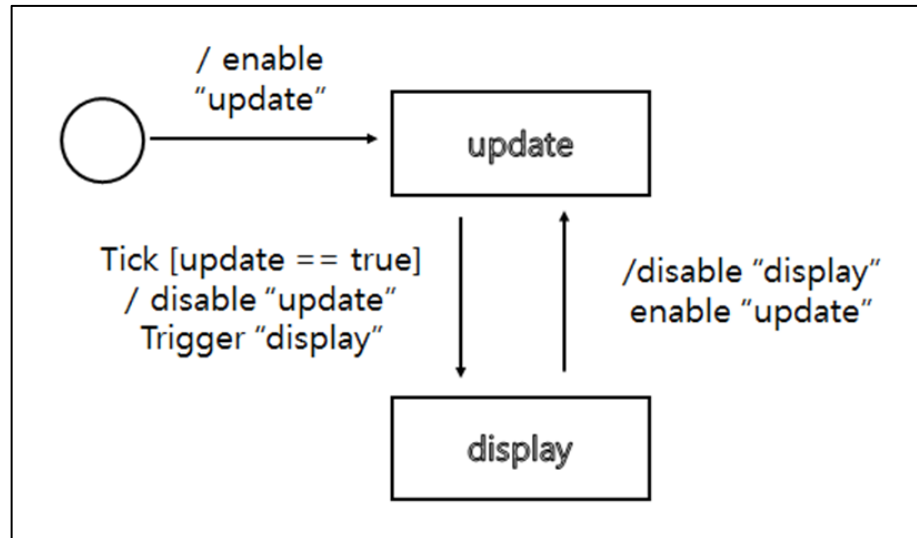 / enable
“update”
update
Tick [update == true]
/ disable “update”
Trigger “display”
/disable “display”
enable “update”
display